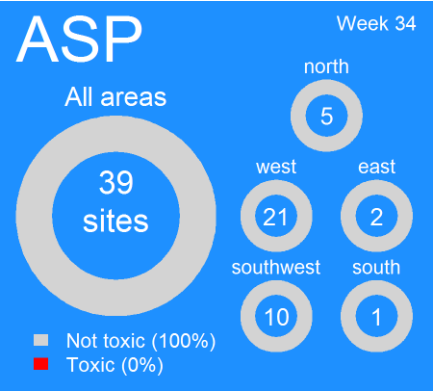 ASP
Week 34
All areas
39
sites
north
5
west
21
east
2
southwest
10
south
1
Not toxic (100%)
Toxic (0%)